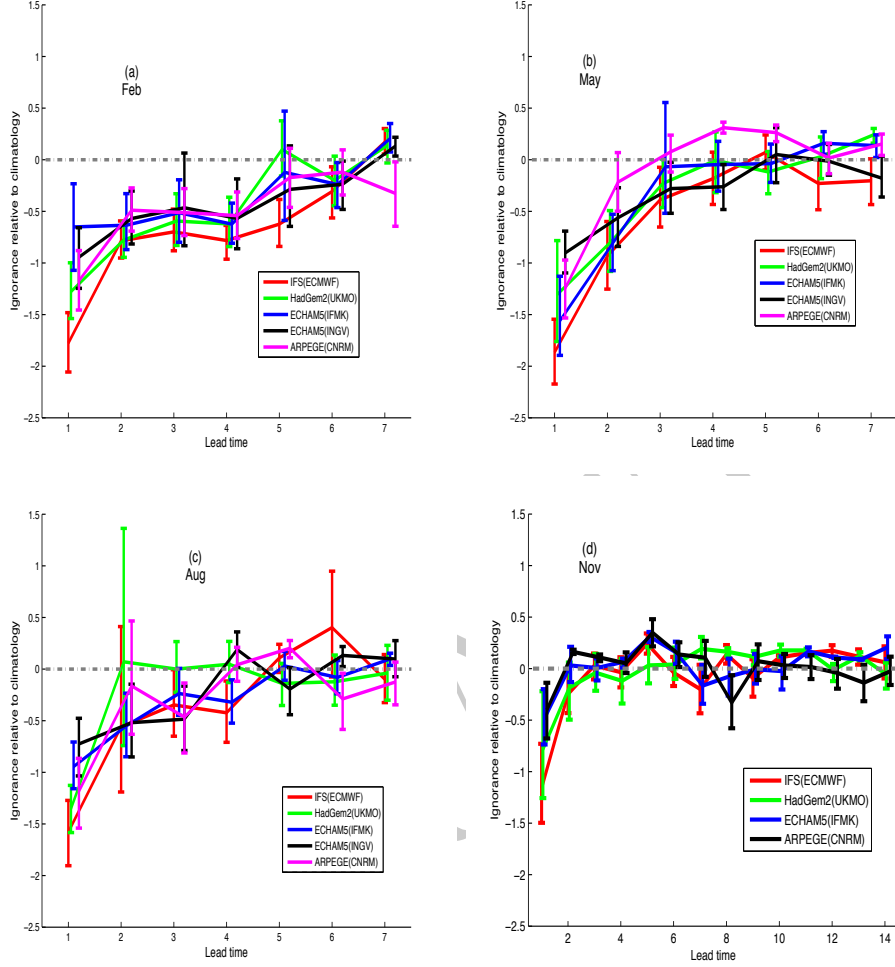 1.5
1
0.5
0
−0.5
−1
−1.5
−2
−2.5
Ignorance relative to climatology
(a)
Feb
IFS(ECMWF)
HadGem2(UKMO)
ECHAM5(IFMK)
ECHAM5(INGV)
ARPEGE(CNRM)
1 2 3 4 5 6 7
Lead time
1.5
1
0.5
0
−0.5
−1
−1.5
−2
−2.5
Ignorance relative to climatology
(b)
May
IFS(ECMWF)
HadGem2(UKMO)
ECHAM5(IFMK)
ECHAM5(INGV)
ARPEGE(CNRM)
1 2 3 4 5 6 7
Lead time
1.5
1
0.5
0
−0.5
−1
−1.5
−2
−2.5
Ignorance relative to climatology
(c)
Aug
IFS(ECMWF)
HadGem2(UKMO)
ECHAM5(IFMK)
ECHAM5(INGV)
ARPEGE(CNRM)
1 2 3 4 5 6 7
Lead time
1.5
1
0.5
0
−0.5
−1
−1.5
−2
−2.5
Ignorance relative to climatology
(d)
Nov
IFS(ECMWF)
HadGem2(UKMO)
ECHAM5(IFMK)
ARPEGE(CNRM)
2 4 6 8 10 12 14
Lead time